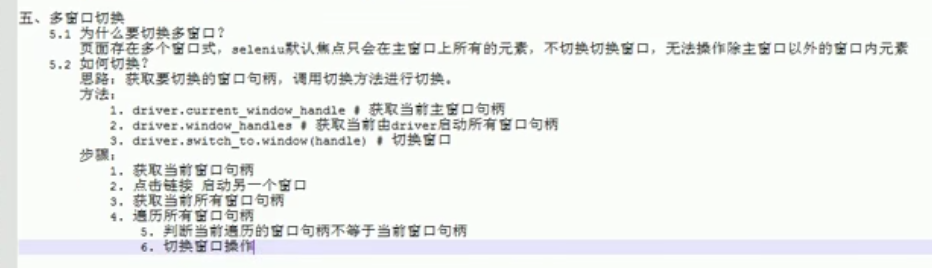 五、多窗口切换
5.1 为什么要切换多窗口？
页面存在多个窗口式，seleniu默认焦点只会在主窗口上所有的元素，不切换切换窗口，无法操作除主窗口以外的窗口内元素
5.2 如何切换？
思路：获取要切换的窗口句柄，调用切换方法进行切换。
方法：
1. driver.current_window_handle # 获取当前主窗口句柄
2. driver.window_handles # 获取当前由driver启动所有窗口句柄
3. driver.switch_to.window(handle) # 切换窗口
步骤：
1. 获取当前窗口句柄
2. 点击链接 启动另一个窗口
3. 获取当前所有窗口句柄
4. 遍历所有窗口句柄
5. 判断当前遍历的窗口句柄不等于当前窗口句柄
6. 切换窗口操作